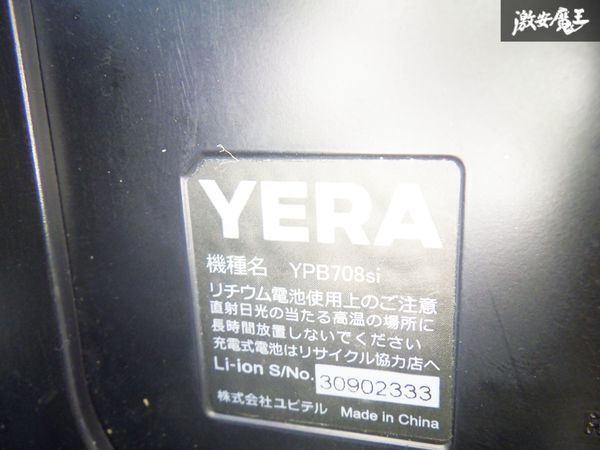 激安魔王
YERA
機種名 YPB708si
リチウム電池使用上のご注意
直射日光の当たる高温の場所に
長時間放置しないでください
充電式電池はリサイクル協力店へ
Li-ion S/No. 30902333
株式会社ユピテル Made in China